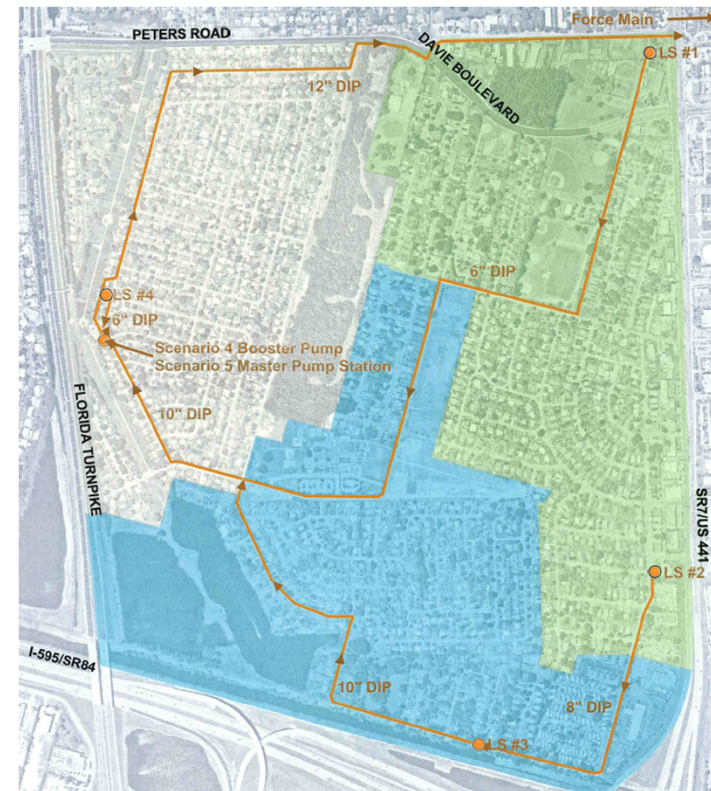 Force Main
PETERS ROAD
DAVIE BOULEVARD
LS #1
12" DIP
6" DIP
LS #4
6" DIP
Scenario 4 Booster Pump
Scenario 5 Master Pump Station
10" DIP
FLORIDA TURNPIKE
SR7/US 441
LS #2
I-595/SR84
10" DIP
8" DIP
LS #3